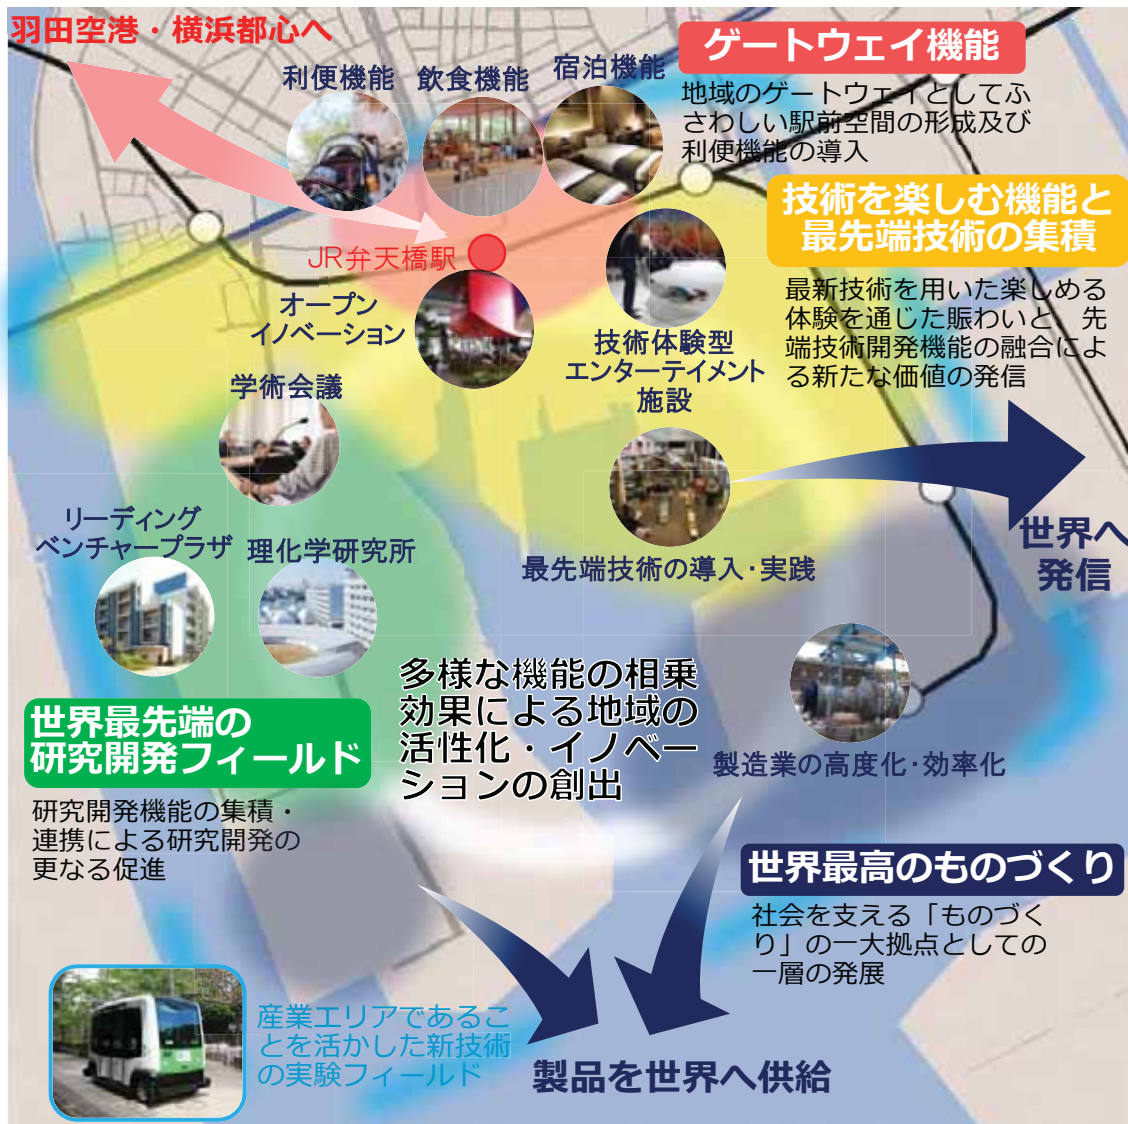 羽田空港・横浜都心へ
ゲートウェイ機能
地域のゲートウェイとしてふ
さわしい駅前空間の形成及び
利便機能の導入
利便機能
飲食機能
宿泊機能
技術を楽しむ機能と
最先端技術の集積
最新技術を用いた楽しめる
体験を通じた賑わいと　先
端技術開発機能の融合によ
る新たな価値の発信
JR弁天橋駅
オープン
イノベーション
技術体験型
エンターテイメント
施設
学術会議
リーディング
ベンチャープラザ
理化学研究所
最先端技術の導入・実践
世界へ
発信
多様な機能の相乗
効果による地域の
活性化・イノベー
ションの創出
世界最先端の
研究開発フィールド
研究開発機能の集積・
連携による研究開発の
更なる促進
製造業の高度化・効率化
世界最高のものづくり
社会を支える「ものづく
り」の一大拠点としての
一層の発展
産業エリアであるこ
とを活かした新技術
の実験フィールド
製品を世界へ供給